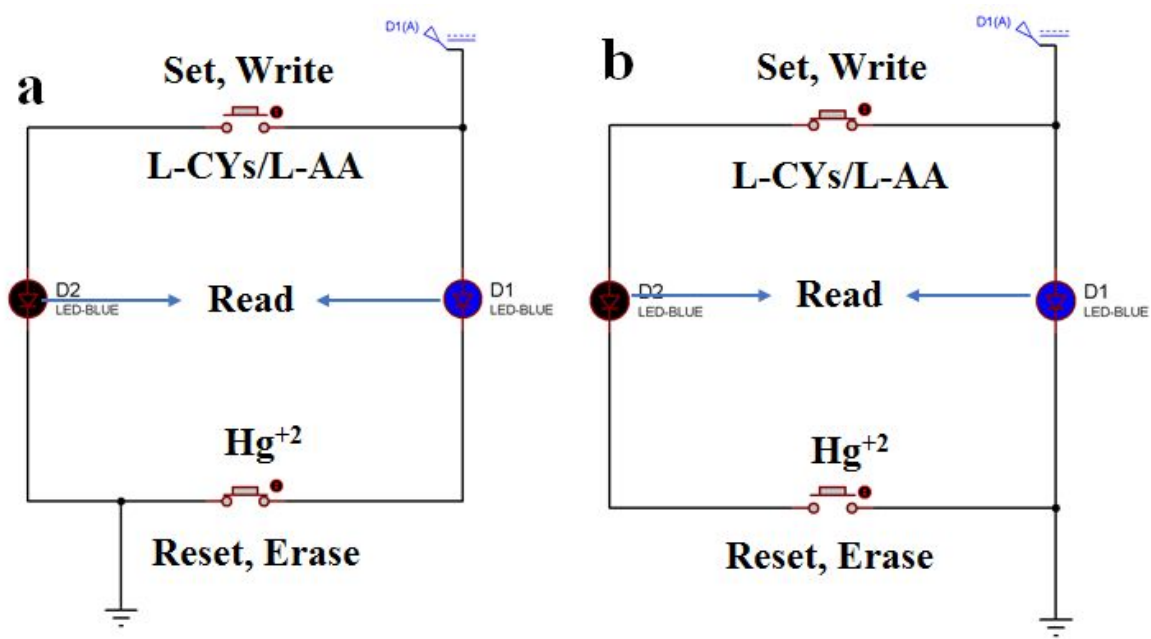 a
D1(A)
Set, Write
L-CYs/L-AA
D2
LED-BLUE
Read
D1
LED-BLUE
Hg+2
Reset, Erase
b
D1(A)
Set, Write
L-CYs/L-AA
D2
LED-BLUE
Read
D1
LED-BLUE
Hg+2
Reset, Erase